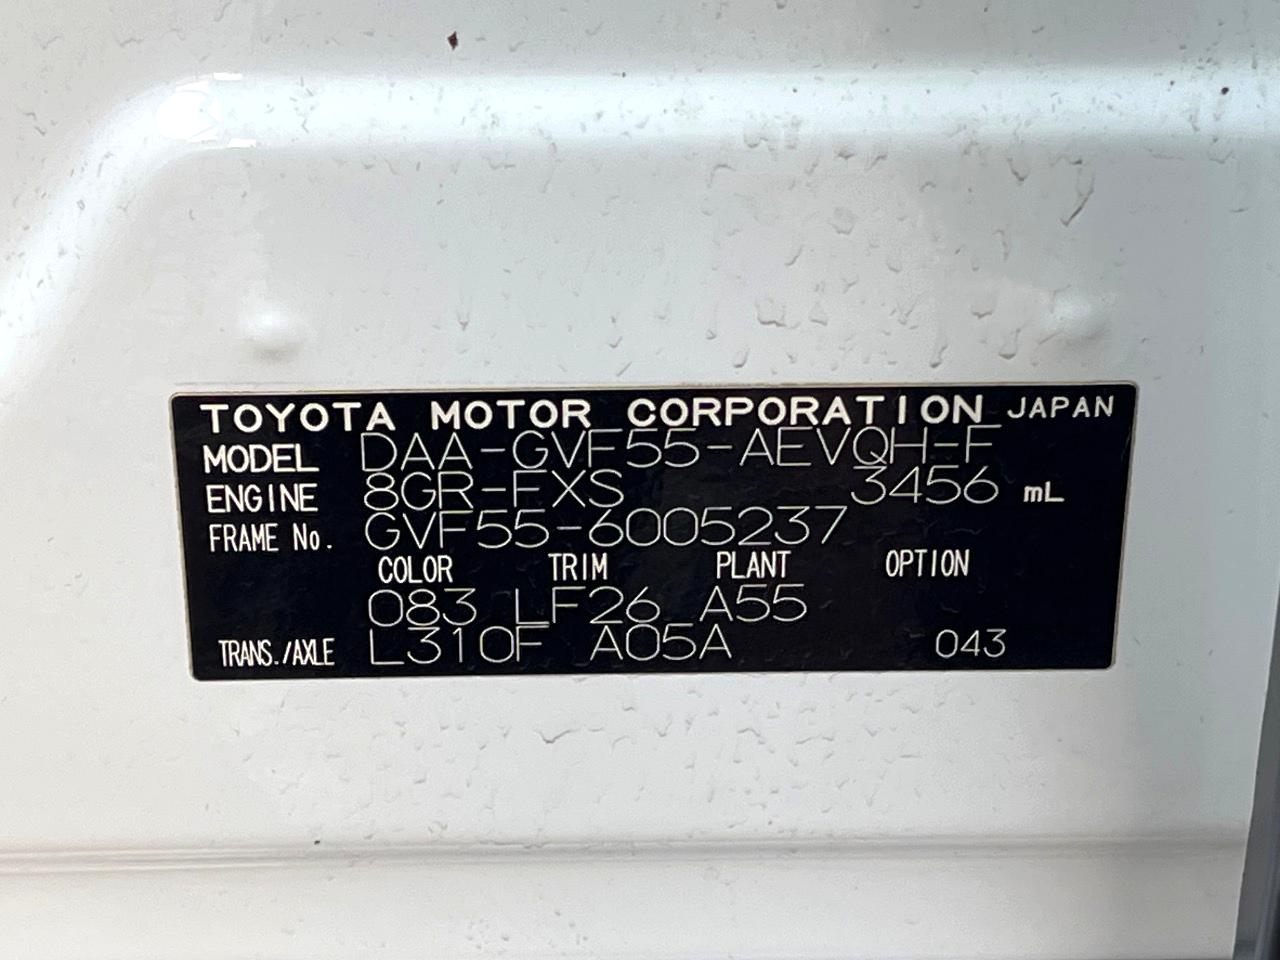 TOYOTA MOTOR CORPORATION JAPAN
MODEL DAA-GVF55-AEVQH-F
ENGINE 8GR-FXS 3456 mL
FRAME No. GVF55-6005237
COLOR TRIM PLANT OPTION
083 LF26 A55
TRANS./AXLE L310F A05A 043